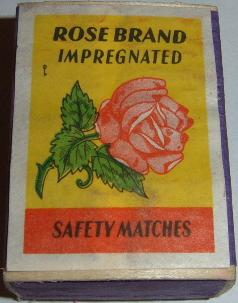 ROSE BRAND
IMPREGNATED
SAFETY MATCHES